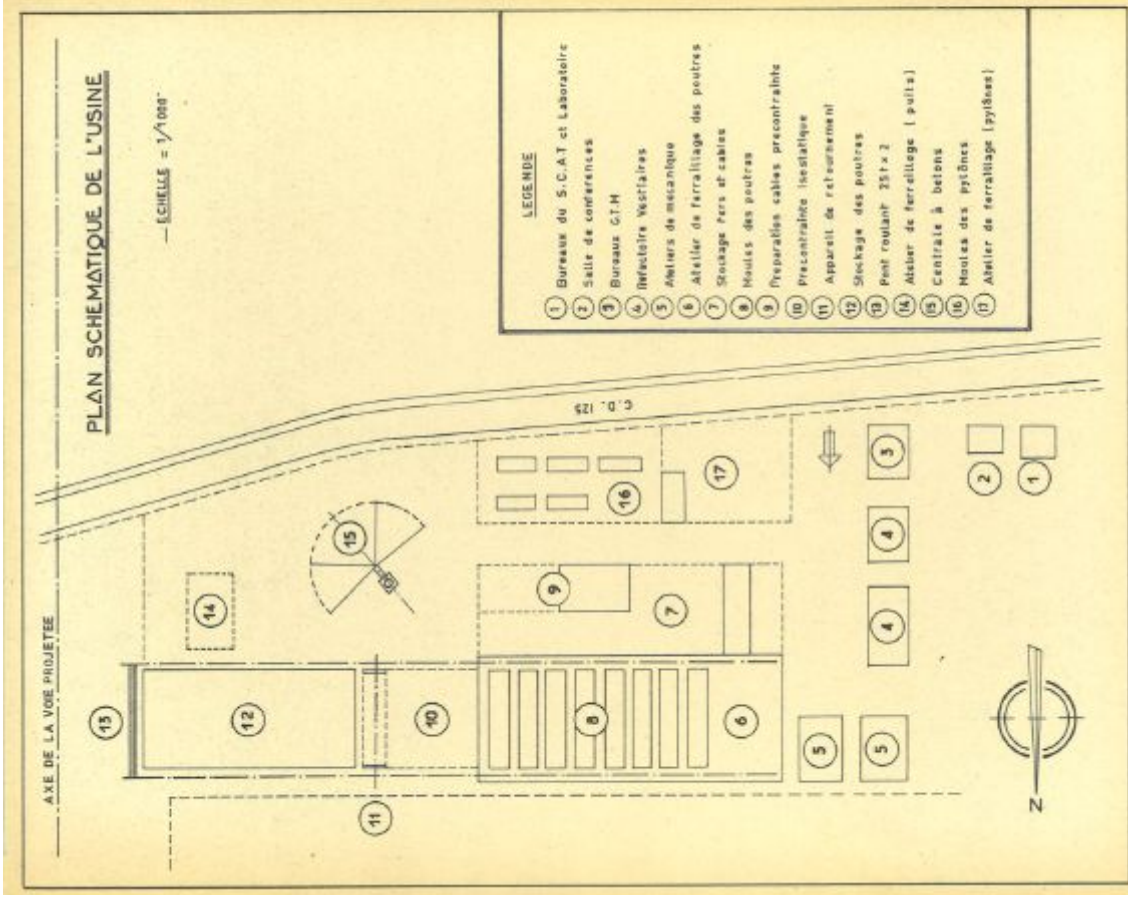 AXE DE LA VOIE PROJETEE
PLAN SCHEMATIQUE DE L'USINE
ECHELLE = 1/1000
LEGENDE
1 Bureaux du S.C.A.T et Laboratoire
2 Salle de conferences
3 Bureaux G.T.M
4 Refectoire Vestiaires
5 Ateliers de mecanique
6 Atelier de ferraillage des poutres
7 Stockage Fers et cables
8 Moules des poutres
9 Preparation cables precontrainte
10 Precontrainte isostatique
11 Appareil de retournement
12 Stockage des poutres
13 Pont roulant 25t x 2
14 Atelier de ferraillage (puits)
15 Centrale à betons
16 Moules des pylônes
17 Atelier de ferraillage (pylônes)
C.D. 125
13
12
14
15
11
10
9
16
8
7
17
6
5
5
4
4
3
2
1
N